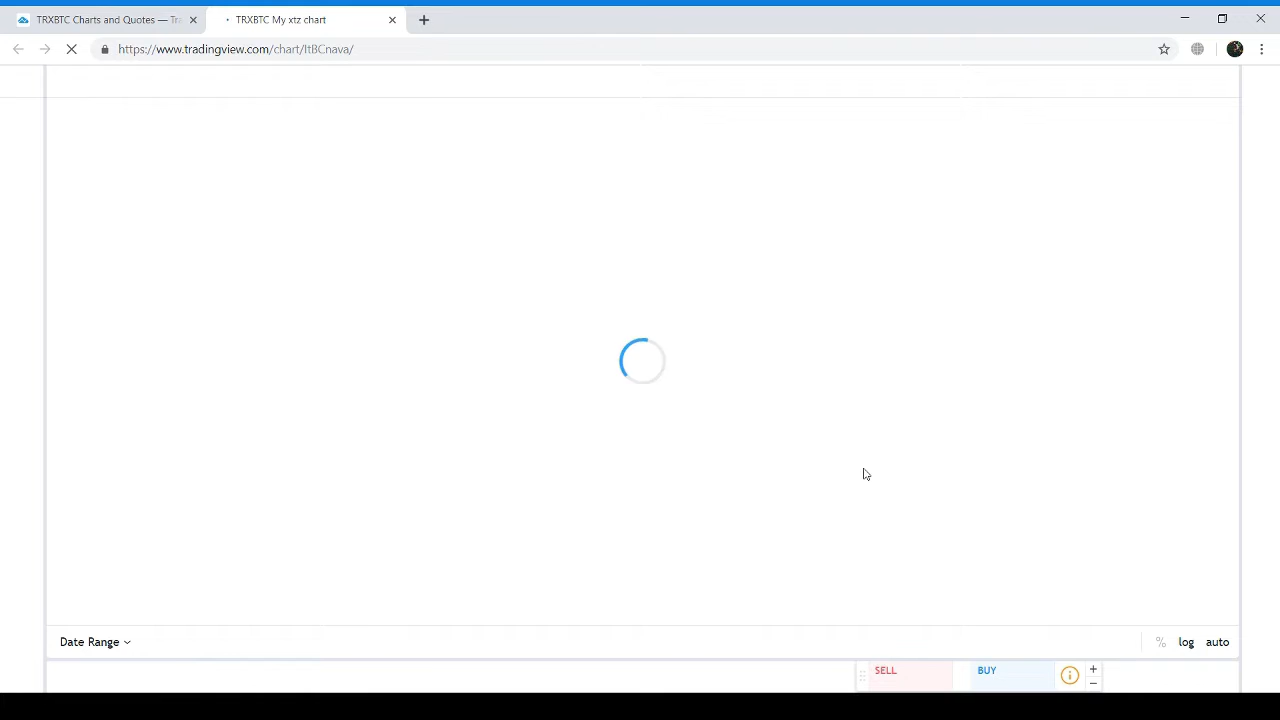 TRXBTC Charts and Quotes — Tra
TRXBTC My xtz chart
https://www.tradingview.com/chart/ItBCnava/
Date Range
% log auto
SELL
BUY